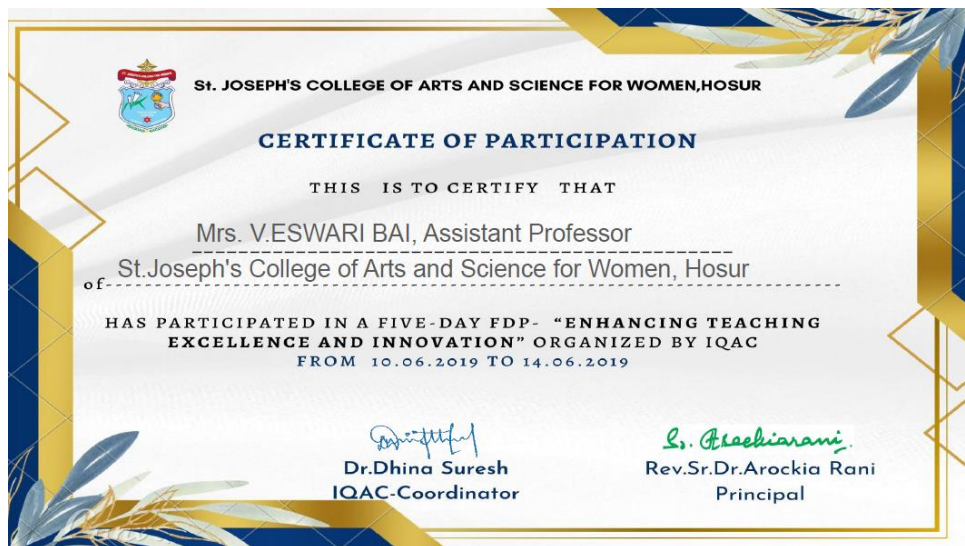 St. JOSEPH'S COLLEGE OF ARTS AND SCIENCE FOR WOMEN,HOSUR
CERTIFICATE OF PARTICIPATION
THIS IS TO CERTIFY THAT
Mrs. V.ESWARI BAI, Assistant Professor
of St.Joseph's College of Arts and Science for Women, Hosur
HAS PARTICIPATED IN A FIVE-DAY FDP- "ENHANCING TEACHING
EXCELLENCE AND INNOVATION" ORGANIZED BY IQAC
FROM 10.06.2019 TO 14.06.2019
Dr.Dhina Suresh
IQAC-Coordinator
Rev.Sr.Dr.Arockia Rani
Principal